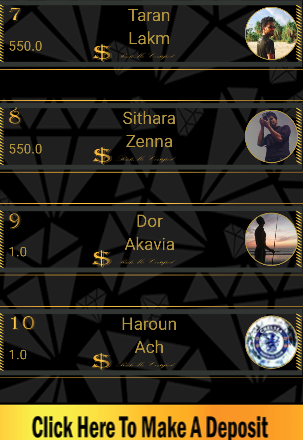 7
Taran
Lakm
550.0
$
8
Sithara
Zenna
550.0
$
9
Dor
Akavia
1.0
$
10
Haroun
Ach
1.0
$
Click Here To Make A Deposit